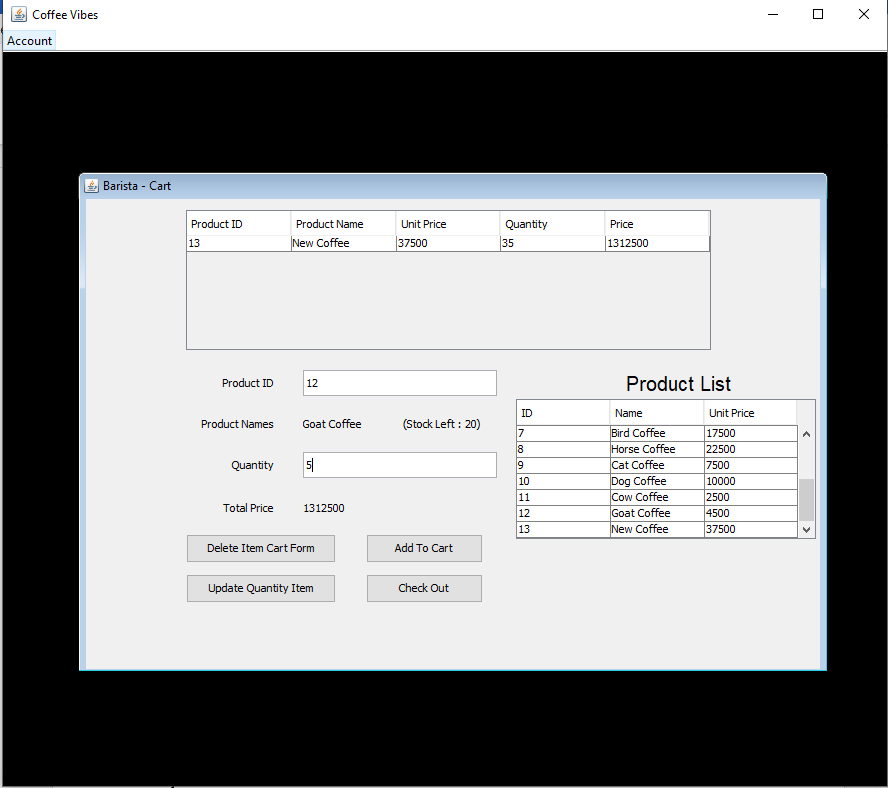 Coffee Vibes
Account
Barista - Cart
Product ID Product Name Unit Price Quantity Price
13 New Coffee 37500 35 1312500
Product ID 12
Product Names Goat Coffee (Stock Left : 20)
Quantity 5
Total Price 1312500
Delete Item Cart Form Add To Cart
Update Quantity Item Check Out
Product List
ID Name Unit Price
7 Bird Coffee 17500
8 Horse Coffee 22500
9 Cat Coffee 7500
10 Dog Coffee 10000
11 Cow Coffee 2500
12 Goat Coffee 4500
13 New Coffee 37500